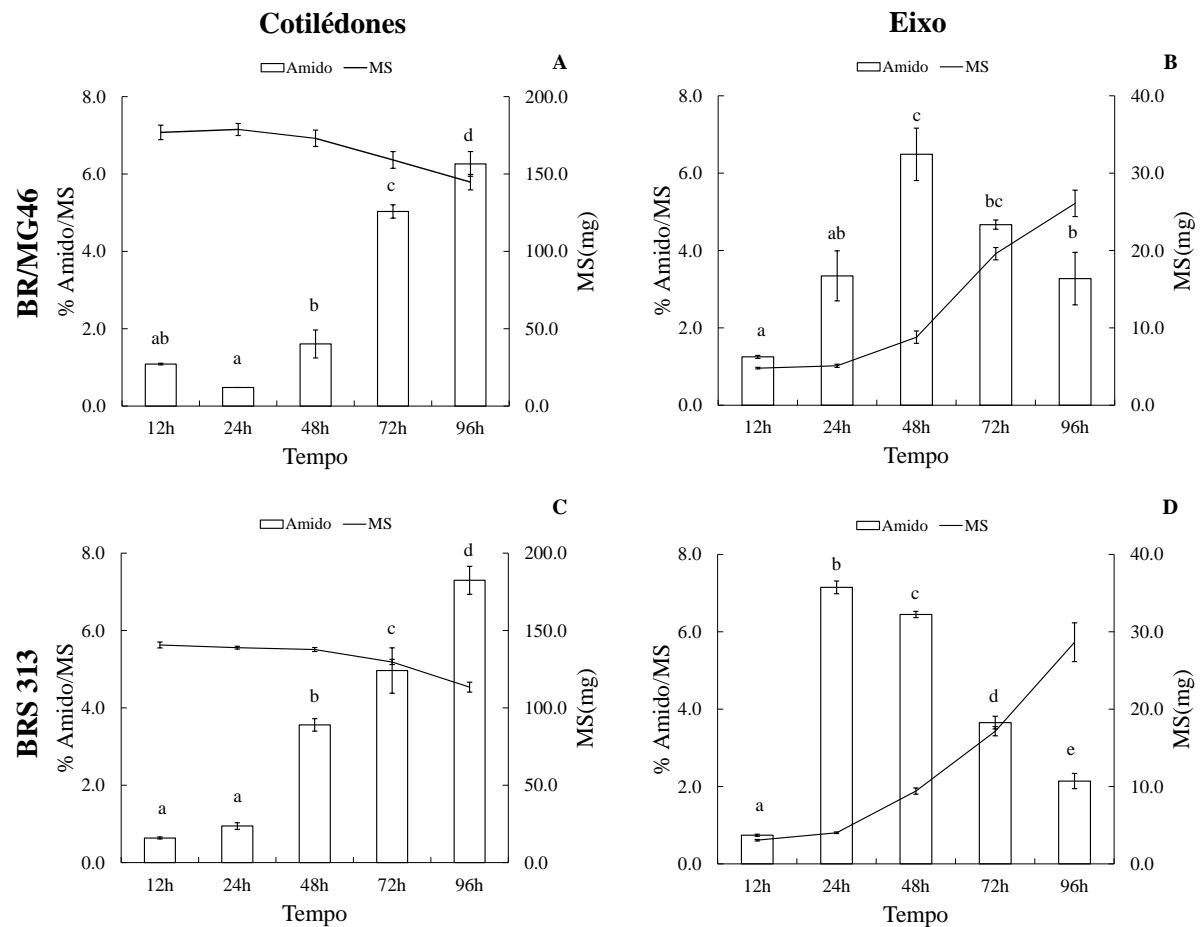 Cotilédones
Eixo
BR/MG46
BRS 313
Amido MS A
% Amido/MS
MS(mg)
8.0 200.0
6.0 150.0
4.0 100.0
2.0 50.0
0.0 0.0
ab a b c d
12h 24h 48h 72h 96h
Tempo
Amido MS B
% Amido/MS
MS(mg)
8.0 40.0
6.0 30.0
4.0 20.0
2.0 10.0
0.0 0.0
a ab c bc b
12h 24h 48h 72h 96h
Tempo
Amido MS C
% Amido/MS
MS(mg)
8.0 200.0
6.0 150.0
4.0 100.0
2.0 50.0
0.0 0.0
a a b c d
12h 24h 48h 72h 96h
Tempo
Amido MS D
% Amido/MS
MS(mg)
8.0 40.0
6.0 30.0
4.0 20.0
2.0 10.0
0.0 0.0
a b c d e
12h 24h 48h 72h 96h
Tempo